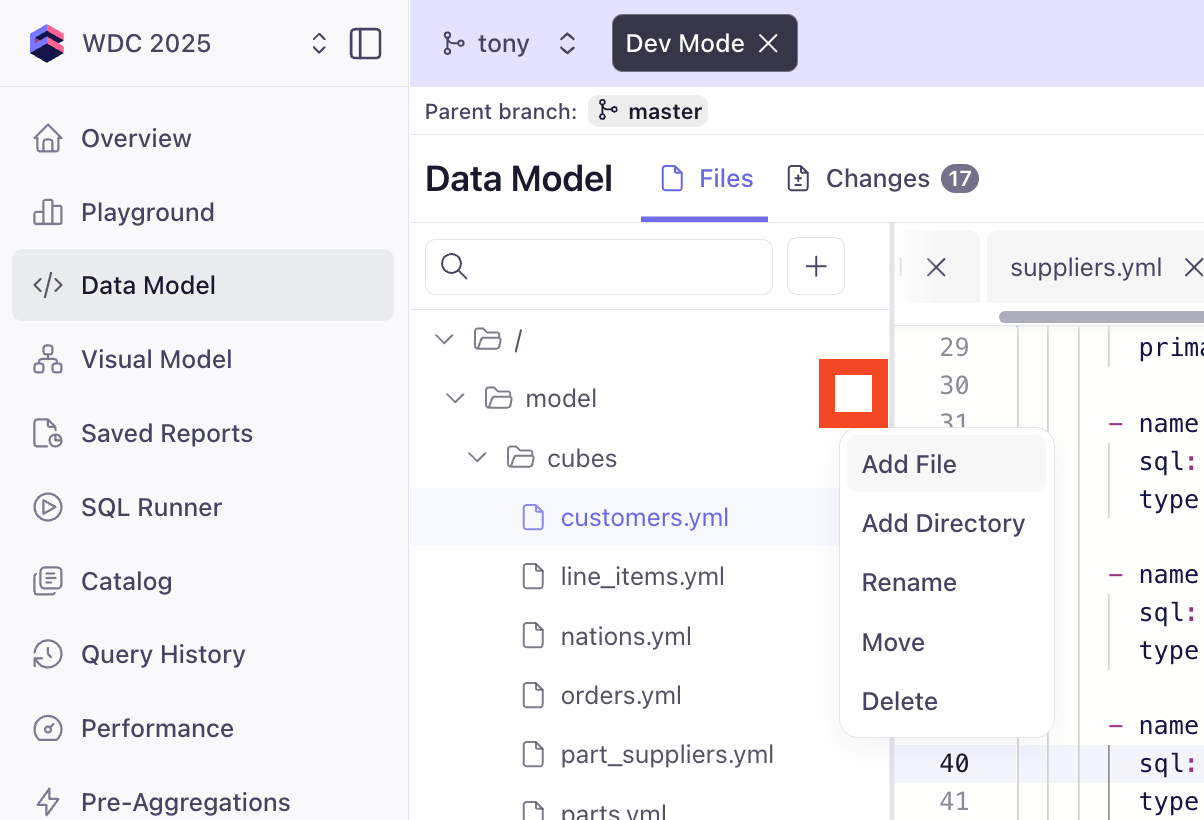 WDC 2025
tony
Dev Mode
Parent branch: master
Data Model
Files
Changes 17
Overview
Playground
Data Model
Visual Model
Saved Reports
SQL Runner
Catalog
Query History
Performance
Pre-Aggregations
/
model
cubes
customers.yml
line_items.yml
nations.yml
orders.yml
part_suppliers.yml
parts.yml
Add File
Add Directory
Rename
Move
Delete
suppliers.yml
29
30
31
- name
sql:
type
- name
sql:
type
- name
40 sql:
41 type